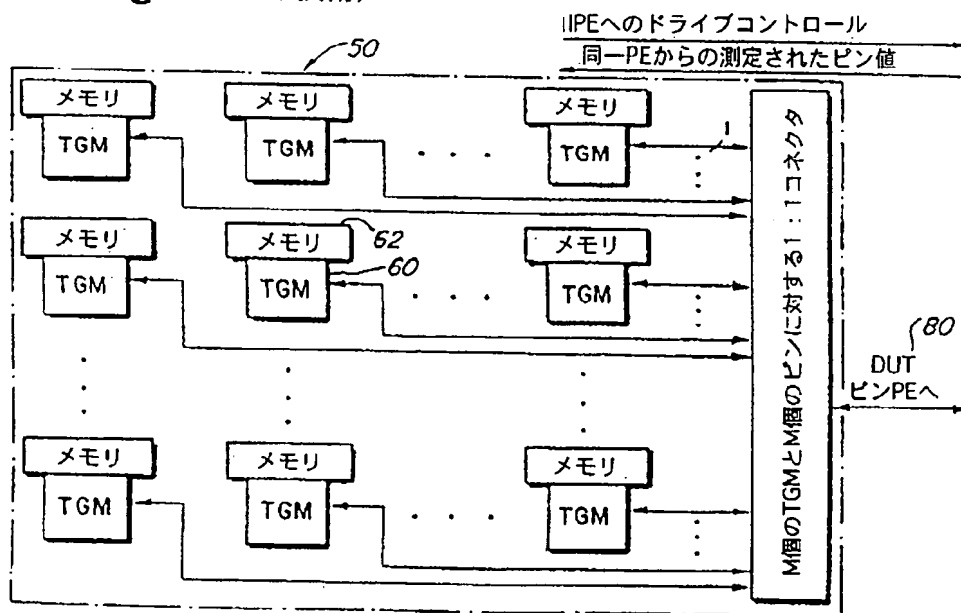 IPEへのドライブコントロール
同一PEからの測定されたピン値
50
メモリ メモリ メモリ
TGM TGM . . . TGM 1
メモリ メモリ 62 メモリ
TGM TGM 60 . . . TGM
メモリ メモリ メモリ
TGM TGM . . . TGM
M個のTGMとM個のピンに対する1:1コネクタ
80
DUT
ピンPEへ